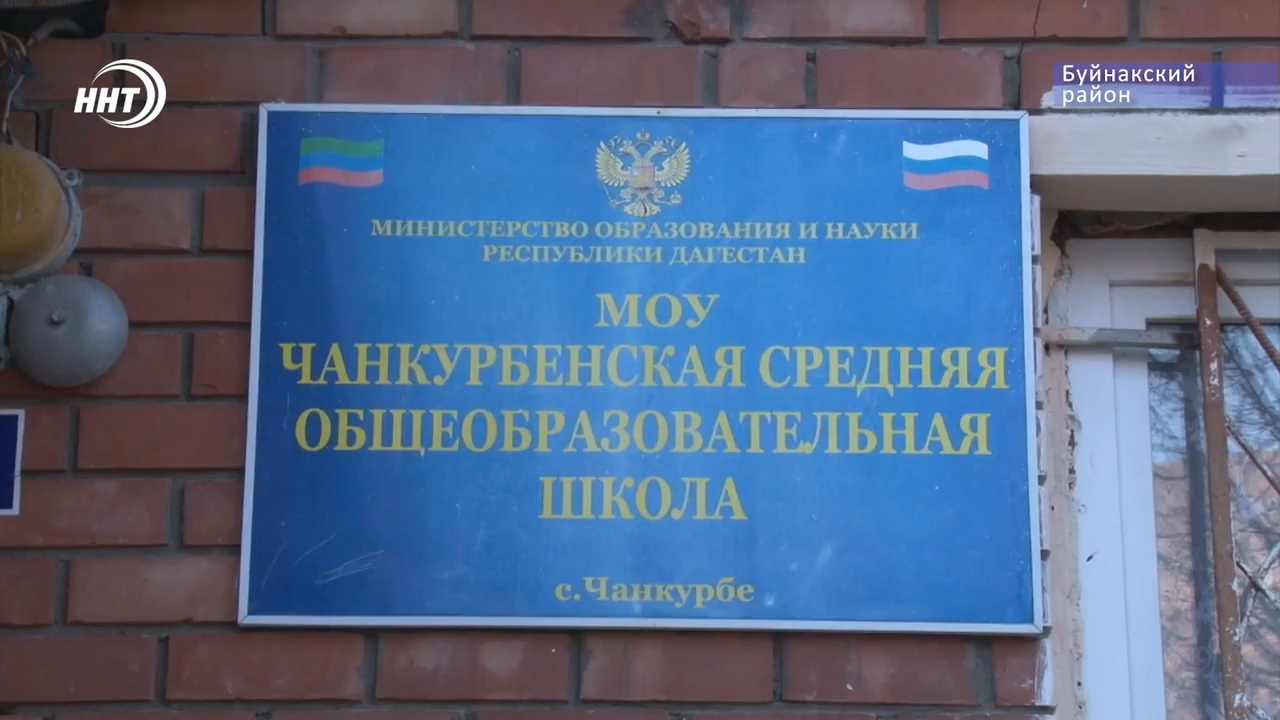 ННТ
Буйнакский
район
МИНИСТЕРСТВО ОБРАЗОВАНИЯ И НАУКИ
РЕСПУБЛИКИ ДАГЕСТАН
МОУ
ЧАНКУРБЕНСКАЯ СРЕДНЯЯ
ОБЩЕОБРАЗОВАТЕЛЬНАЯ
ШКОЛА
с.Чанкурбе